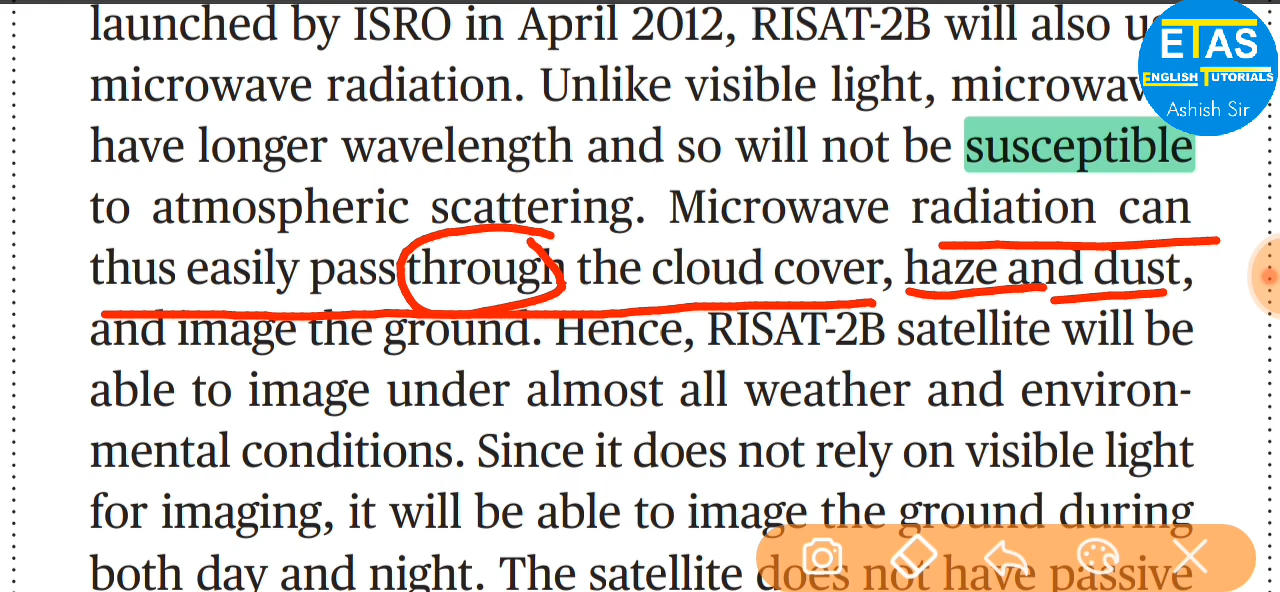 launched by ISRO in April 2012, RISAT-2B will also
microwave radiation. Unlike visible light,
have longer wavelength and so will not be susceptible
to atmospheric scattering. Microwave radiation can
thus easily pass through the cloud cover, haze and dust,
and image the ground. Hence, RISAT-2B satellite will be
able to image under almost all weather and environ-
mental conditions. Since it does not rely on visible light
for imaging, it will be able to image the ground during
both day and night. The satellite does not have passive
ETAS
ENGLISH TUTORIALS
Ashish Sir